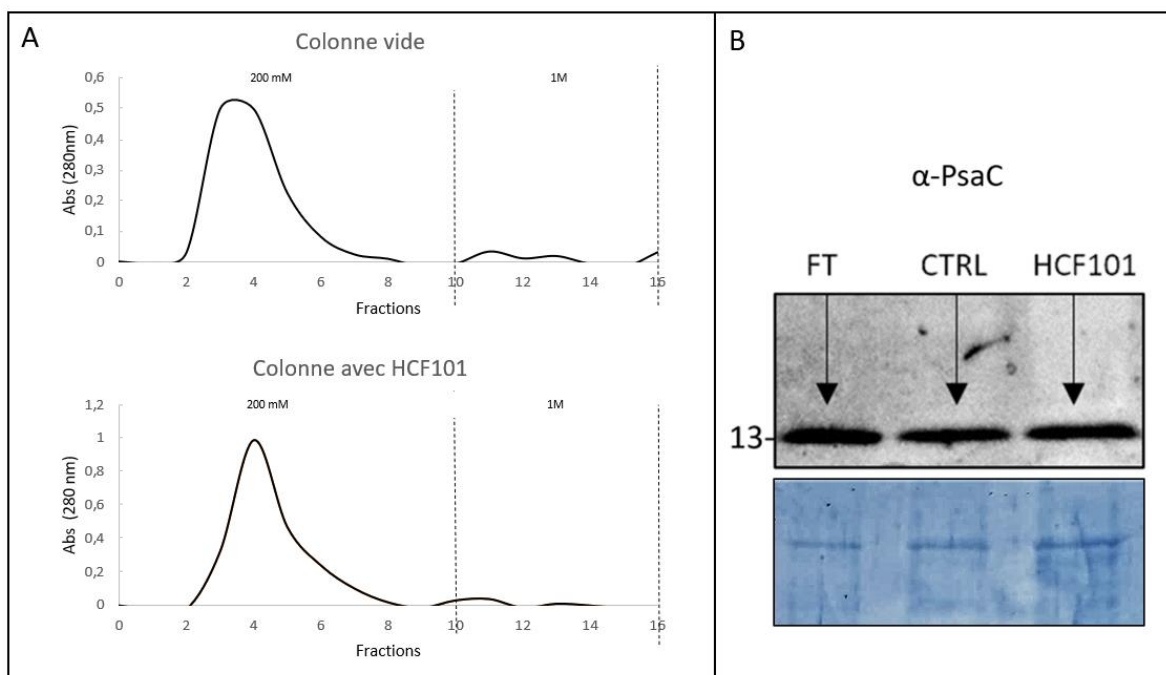 A
Colonne vide
200 mM
1M
0,6
0,5
0,4
0,3
0,2
0,1
0
Abs (280nm)
0 2 4 6 8 10 12 14 16
Fractions
Colonne avec HCF101
200 mM
1M
1,2
1
0,8
0,6
0,4
0,2
0
Abs (280 nm)
0 2 4 6 8 10 12 14 16
Fractions
B
α-PsaC
FT CTRL HCF101
13-